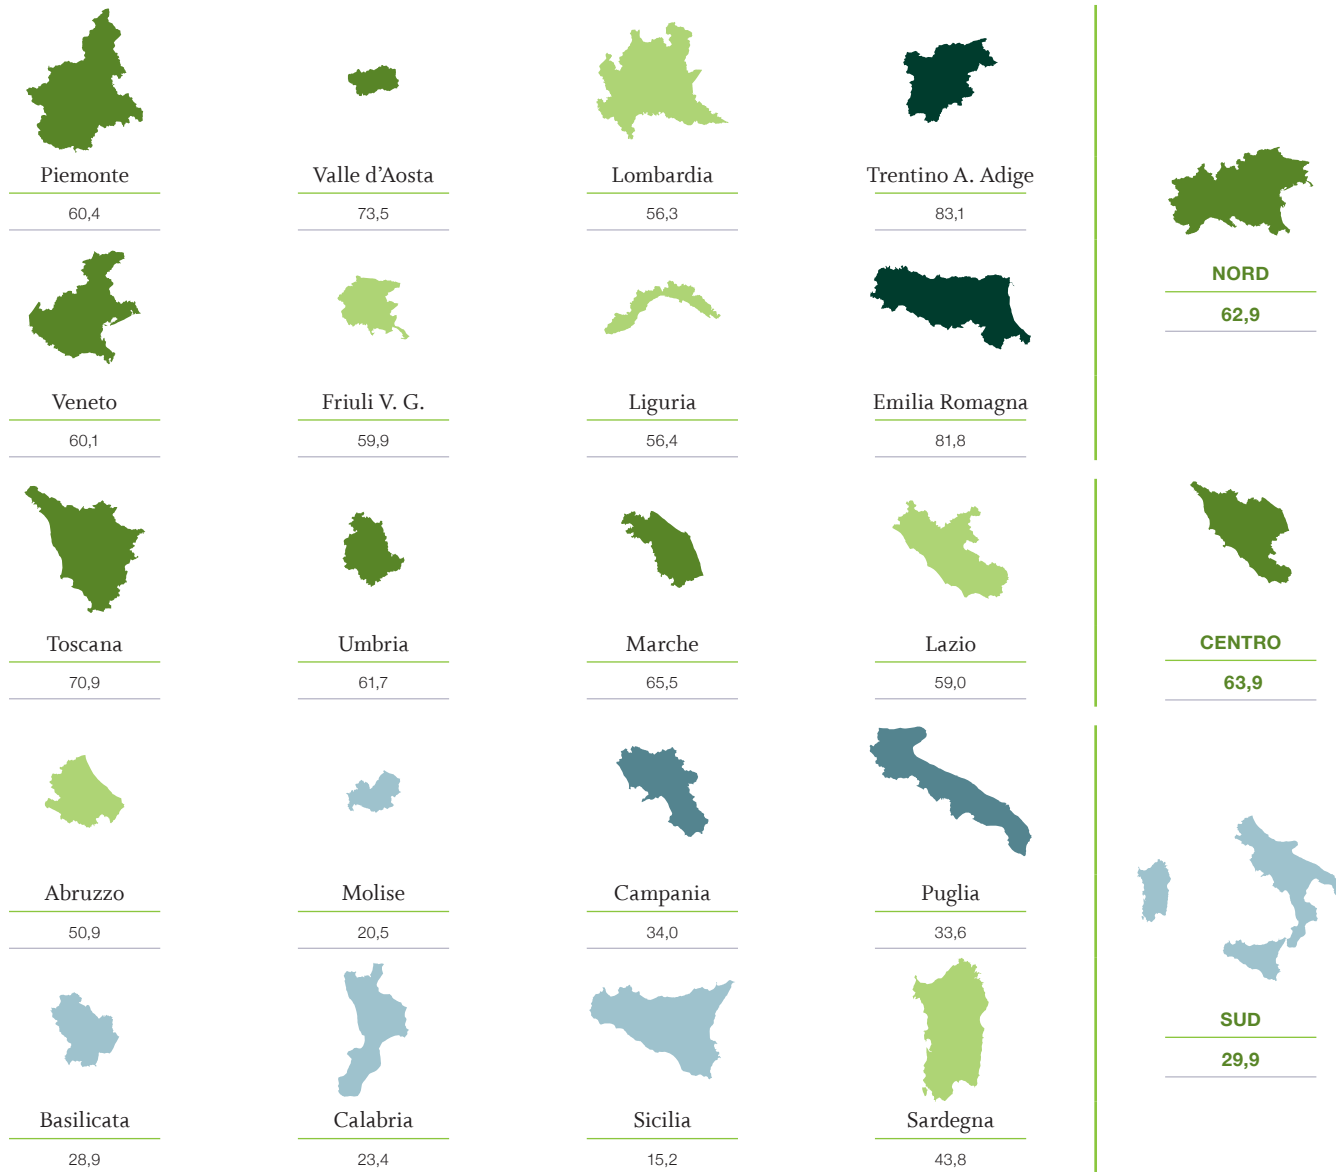 Piemonte
60,4
Valle d'Aosta
73,5
Lombardia
56,3
Trentino A. Adige
83,1
NORD
62,9
Veneto
60,1
Friuli V. G.
59,9
Liguria
56,4
Emilia Romagna
81,8
Toscana
70,9
Umbria
61,7
Marche
65,5
Lazio
59,0
CENTRO
63,9
Abruzzo
50,9
Molise
20,5
Campania
34,0
Puglia
33,6
SUD
29,9
Basilicata
28,9
Calabria
23,4
Sicilia
15,2
Sardegna
43,8